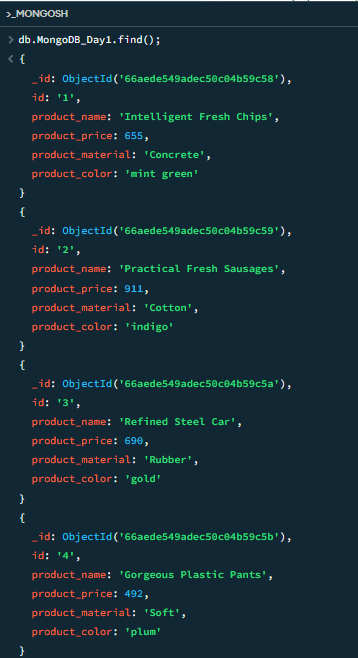 >_MONGOSH
> db.MongoDB_Day1.find();
< {
_id: ObjectId('66aede549adec50c04b59c58'),
id: '1',
product_name: 'Intelligent Fresh Chips',
product_price: 655,
product_material: 'Concrete',
product_color: 'mint green'
}
{
_id: ObjectId('66aede549adec50c04b59c59'),
id: '2',
product_name: 'Practical Fresh Sausages',
product_price: 911,
product_material: 'Cotton',
product_color: 'indigo'
}
{
_id: ObjectId('66aede549adec50c04b59c5a'),
id: '3',
product_name: 'Refined Steel Car',
product_price: 690,
product_material: 'Rubber',
product_color: 'gold'
}
{
_id: ObjectId('66aede549adec50c04b59c5b'),
id: '4',
product_name: 'Gorgeous Plastic Pants',
product_price: 492,
product_material: 'Soft',
product_color: 'plum'
}